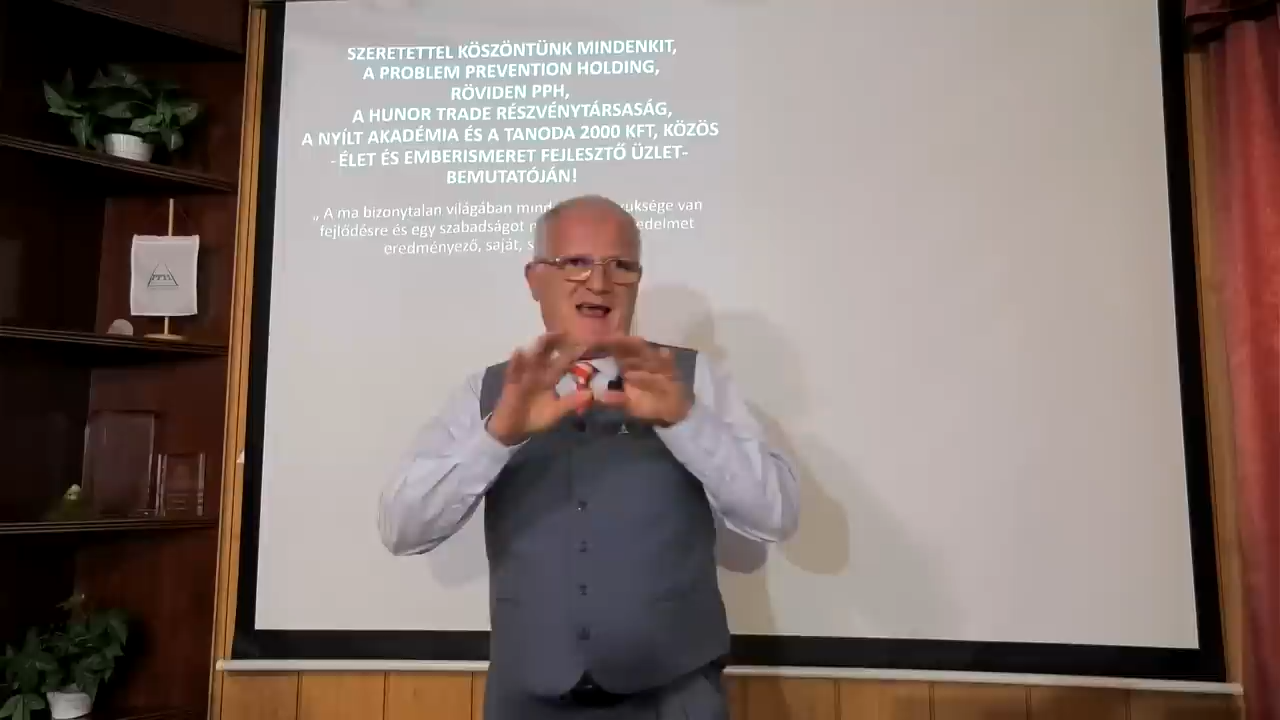 SZERETETTEL KÖSZÖNTÜNK MINDENKIT,
A PROBLEM PREVENTION HOLDING,
RÖVIDEN PPH,
A HUNOR TRADE RÉSZVÉNYTÁRSASÁG,
A NYÍLT AKADÉMIA ÉS A TANODA 2000 KFT, KÖZÖS
- ÉLET ÉS EMBERISMERET FEJLESZTŐ ÜZLET-
BEMUTATÓJÁN!
„ A ma bizonytalan világában van
fejlődésre és egy szabadságot
eredményező, saját,